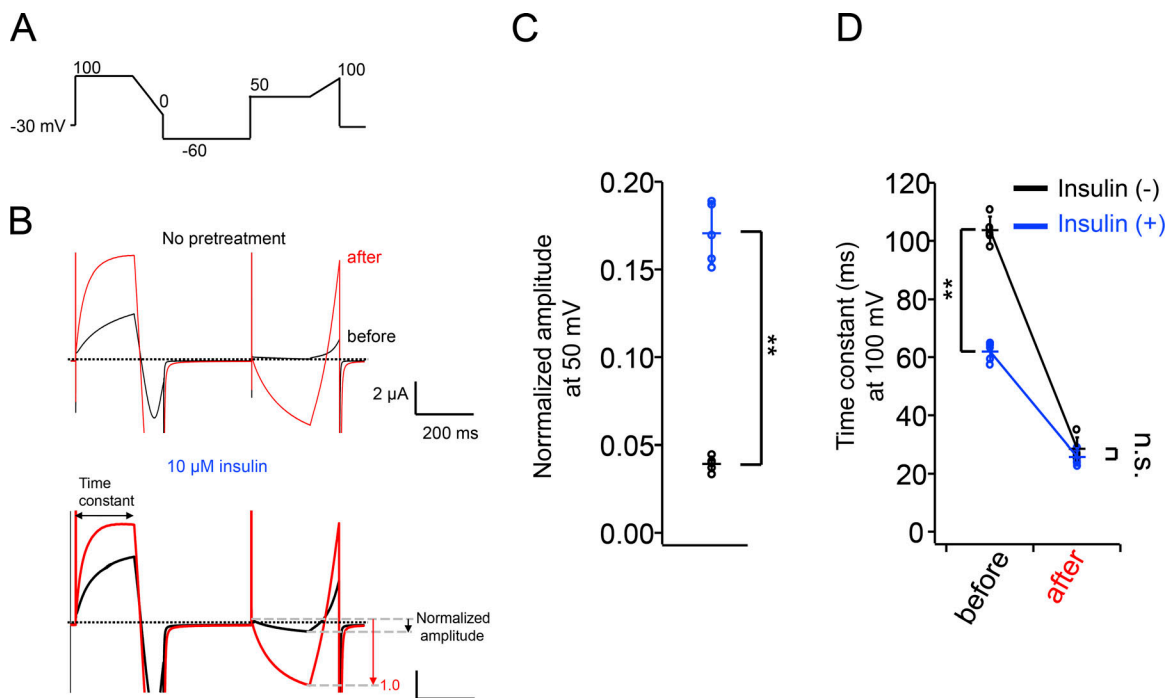 A
100
0
50
100
-30 mV
-60
B
No pretreatment
after
before
2 µA
200 ms
10 µM insulin
Time
constant
Normalized
amplitude
1.0
C
Norrmalized amplitude
at 50 mV
0.20
0.15
0.10
0.05
0.00
**
D
Insulin (-)
Insulin (+)
Time constant (ms)
at 100 mV
120
100
80
60
40
20
0
**
n.s.
before
after